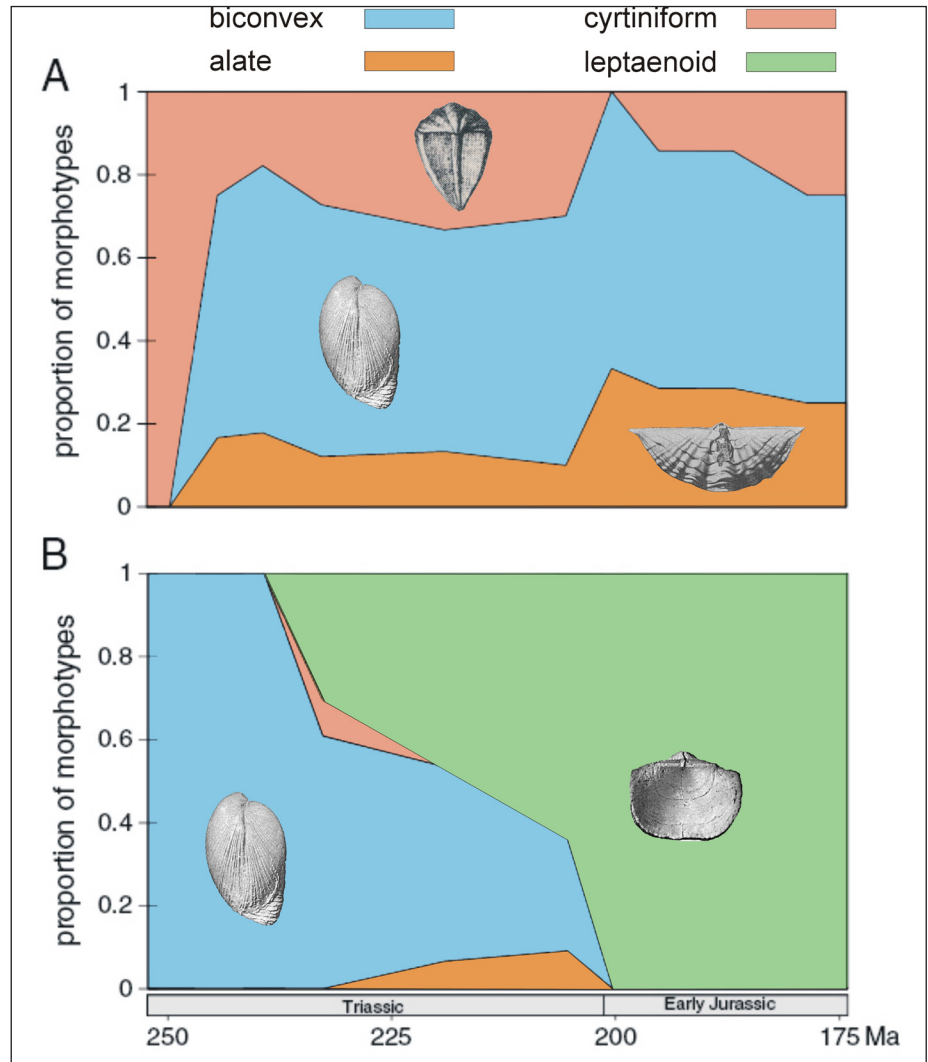 biconvex cyrtiniform
alate leptaenoid
A
proportion of morphotypes
1
0.8
0.6
0.4
0.2
0
B
proportion of morphotypes
1
0.8
0.6
0.4
0.2
0
Triassic Early Jurassic
250 225 200 175 Ma